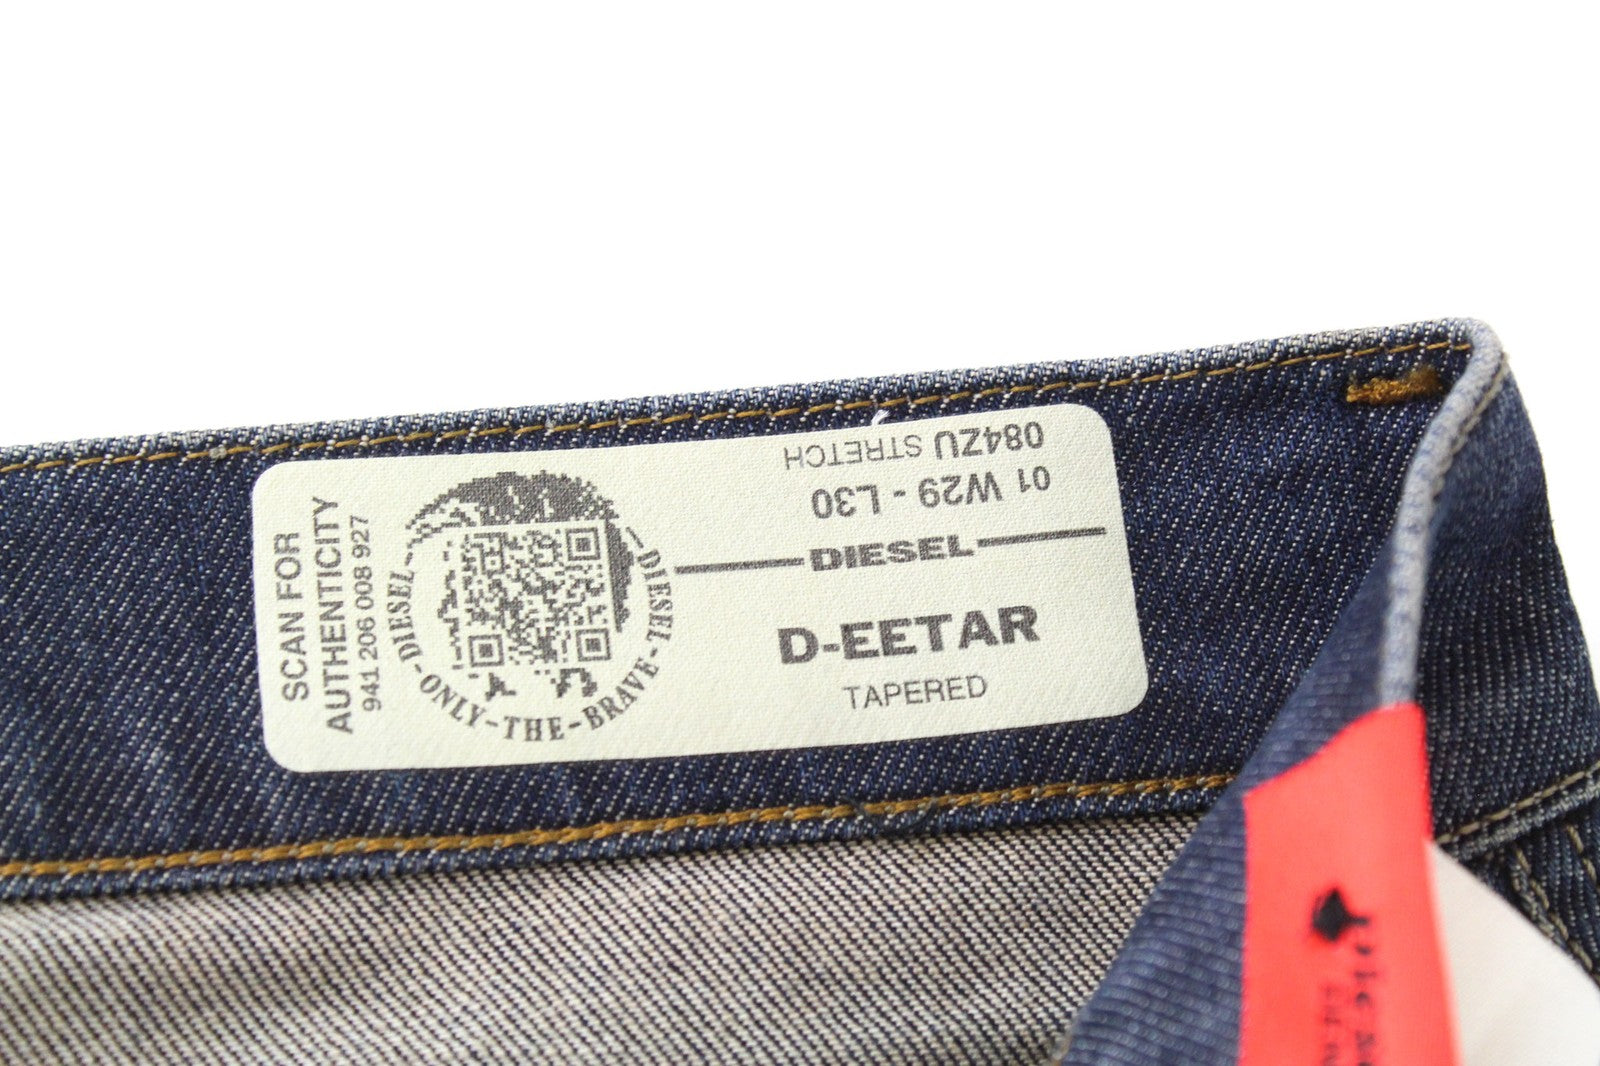 SCAN FOR
AUTHENTICITY
941 206 008 927
DIESEL-ONLY-THE-BRAVE-DIESEL
084ZU STRETCH
01 W29 - L30
DIESEL
D-EETAR
TAPERED